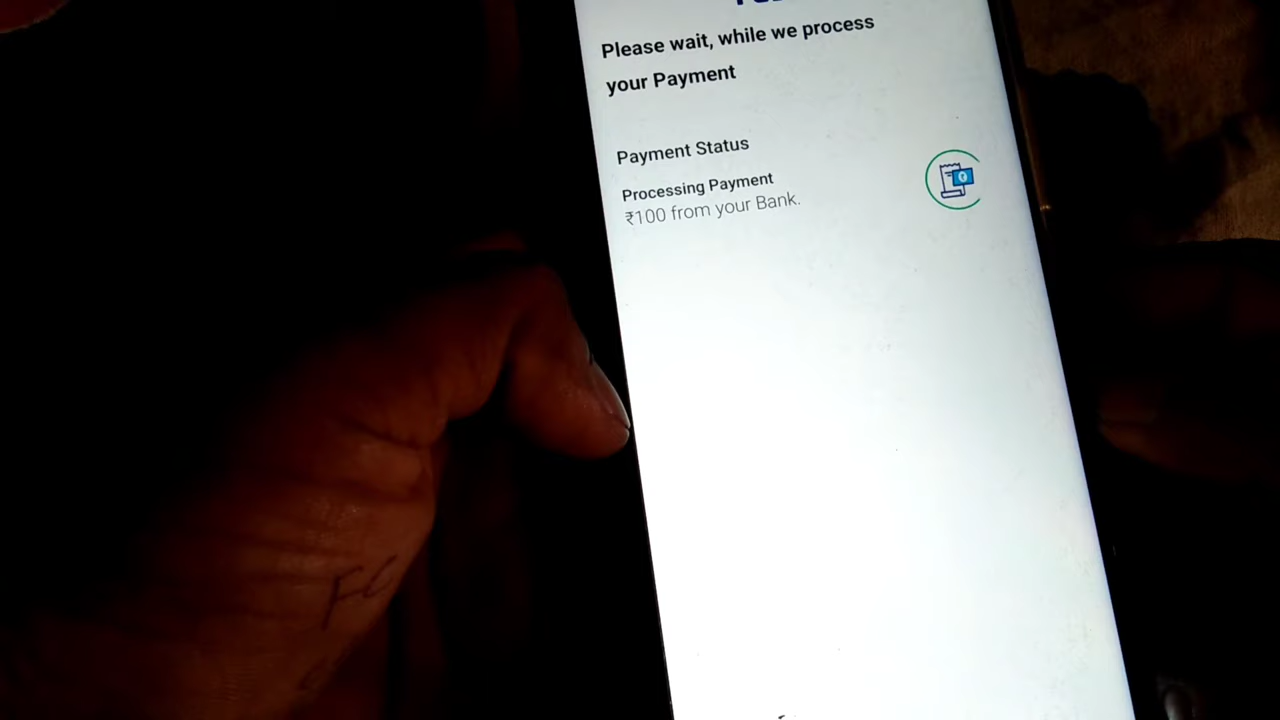 Please wait, while we process
your Payment
Payment Status
Processing Payment
₹100 from your Bank.